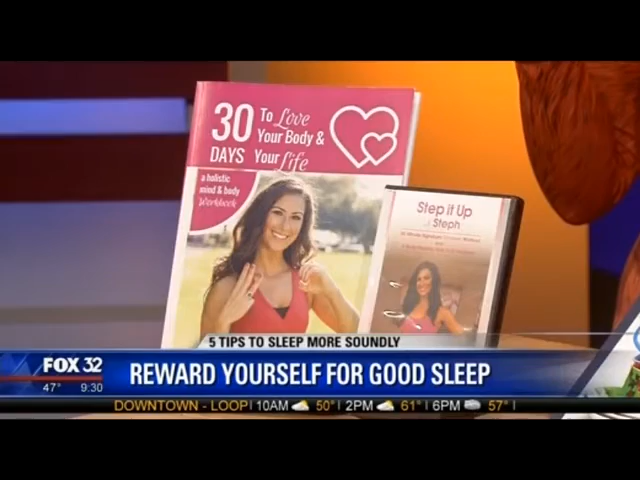 30 DAYS
To Love
Your Body &
Your Life
a holistic
mind & body
Workbook
Step it Up
Steph
5 TIPS TO SLEEP MORE SOUNDLY
FOX 32
REWARD YOURSELF FOR GOOD SLEEP
47° 9:30
DOWNTOWN - LOOP | 10AM 50° | 2PM 61° | 6PM 57° |